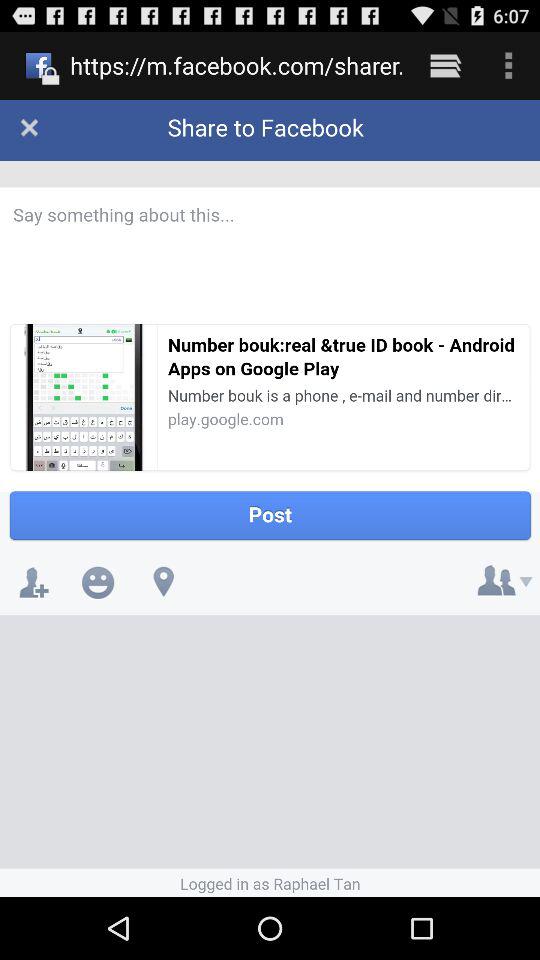 6:07
https://m.facebook.com/sharer.
Share to Facebook
Say something about this...
Number bouk:real &true ID book - Android
Apps on Google Play
Number bouk is a phone , e-mail and number dir...
play.google.com
Post
Logged in as Raphael Tan